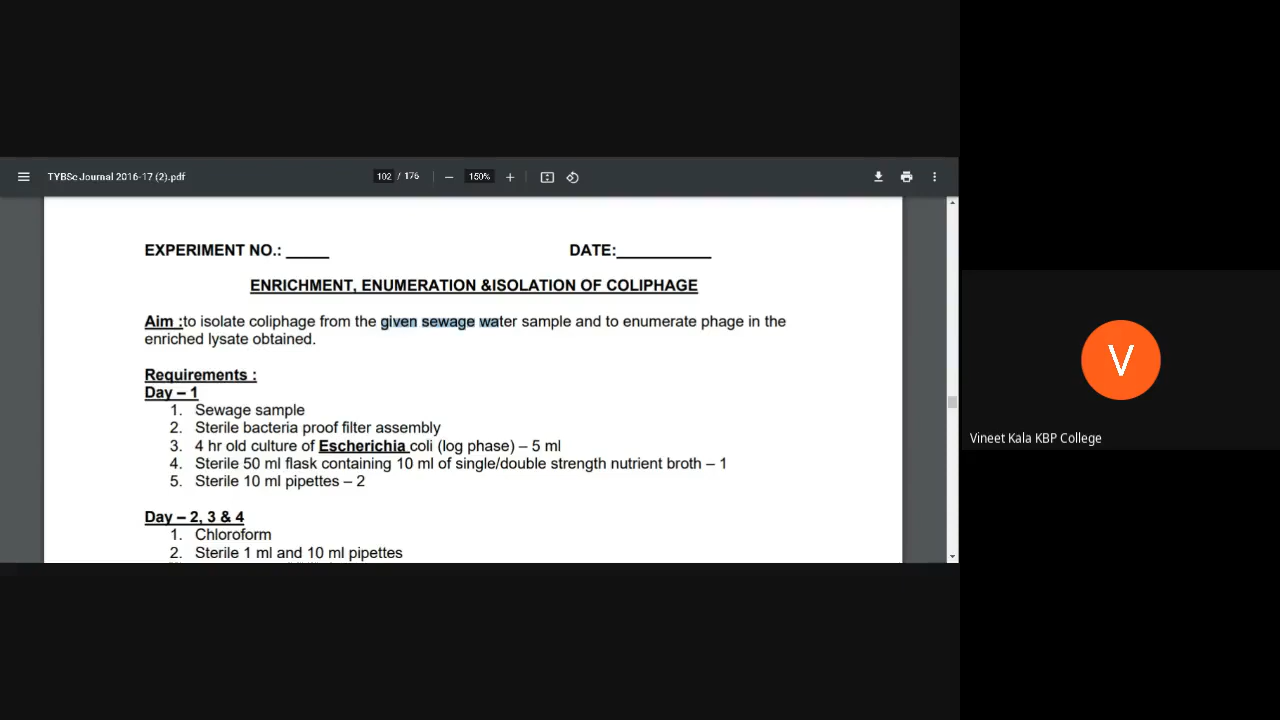 TYBSc Journal 2016-17 (2).pdf
102 / 176
150%
EXPERIMENT NO.: _____ DATE:___________
ENRICHMENT, ENUMERATION &ISOLATION OF COLIPHAGE
Aim :to isolate coliphage from the given sewage water sample and to enumerate phage in the
enriched lysate obtained.
Requirements :
Day – 1
1. Sewage sample
2. Sterile bacteria proof filter assembly
3. 4 hr old culture of Escherichia coli (log phase) – 5 ml
4. Sterile 50 ml flask containing 10 ml of single/double strength nutrient broth – 1
5. Sterile 10 ml pipettes – 2
Day – 2, 3 & 4
1. Chloroform
2. Sterile 1 ml and 10 ml pipettes
V
Vineet Kala KBP College